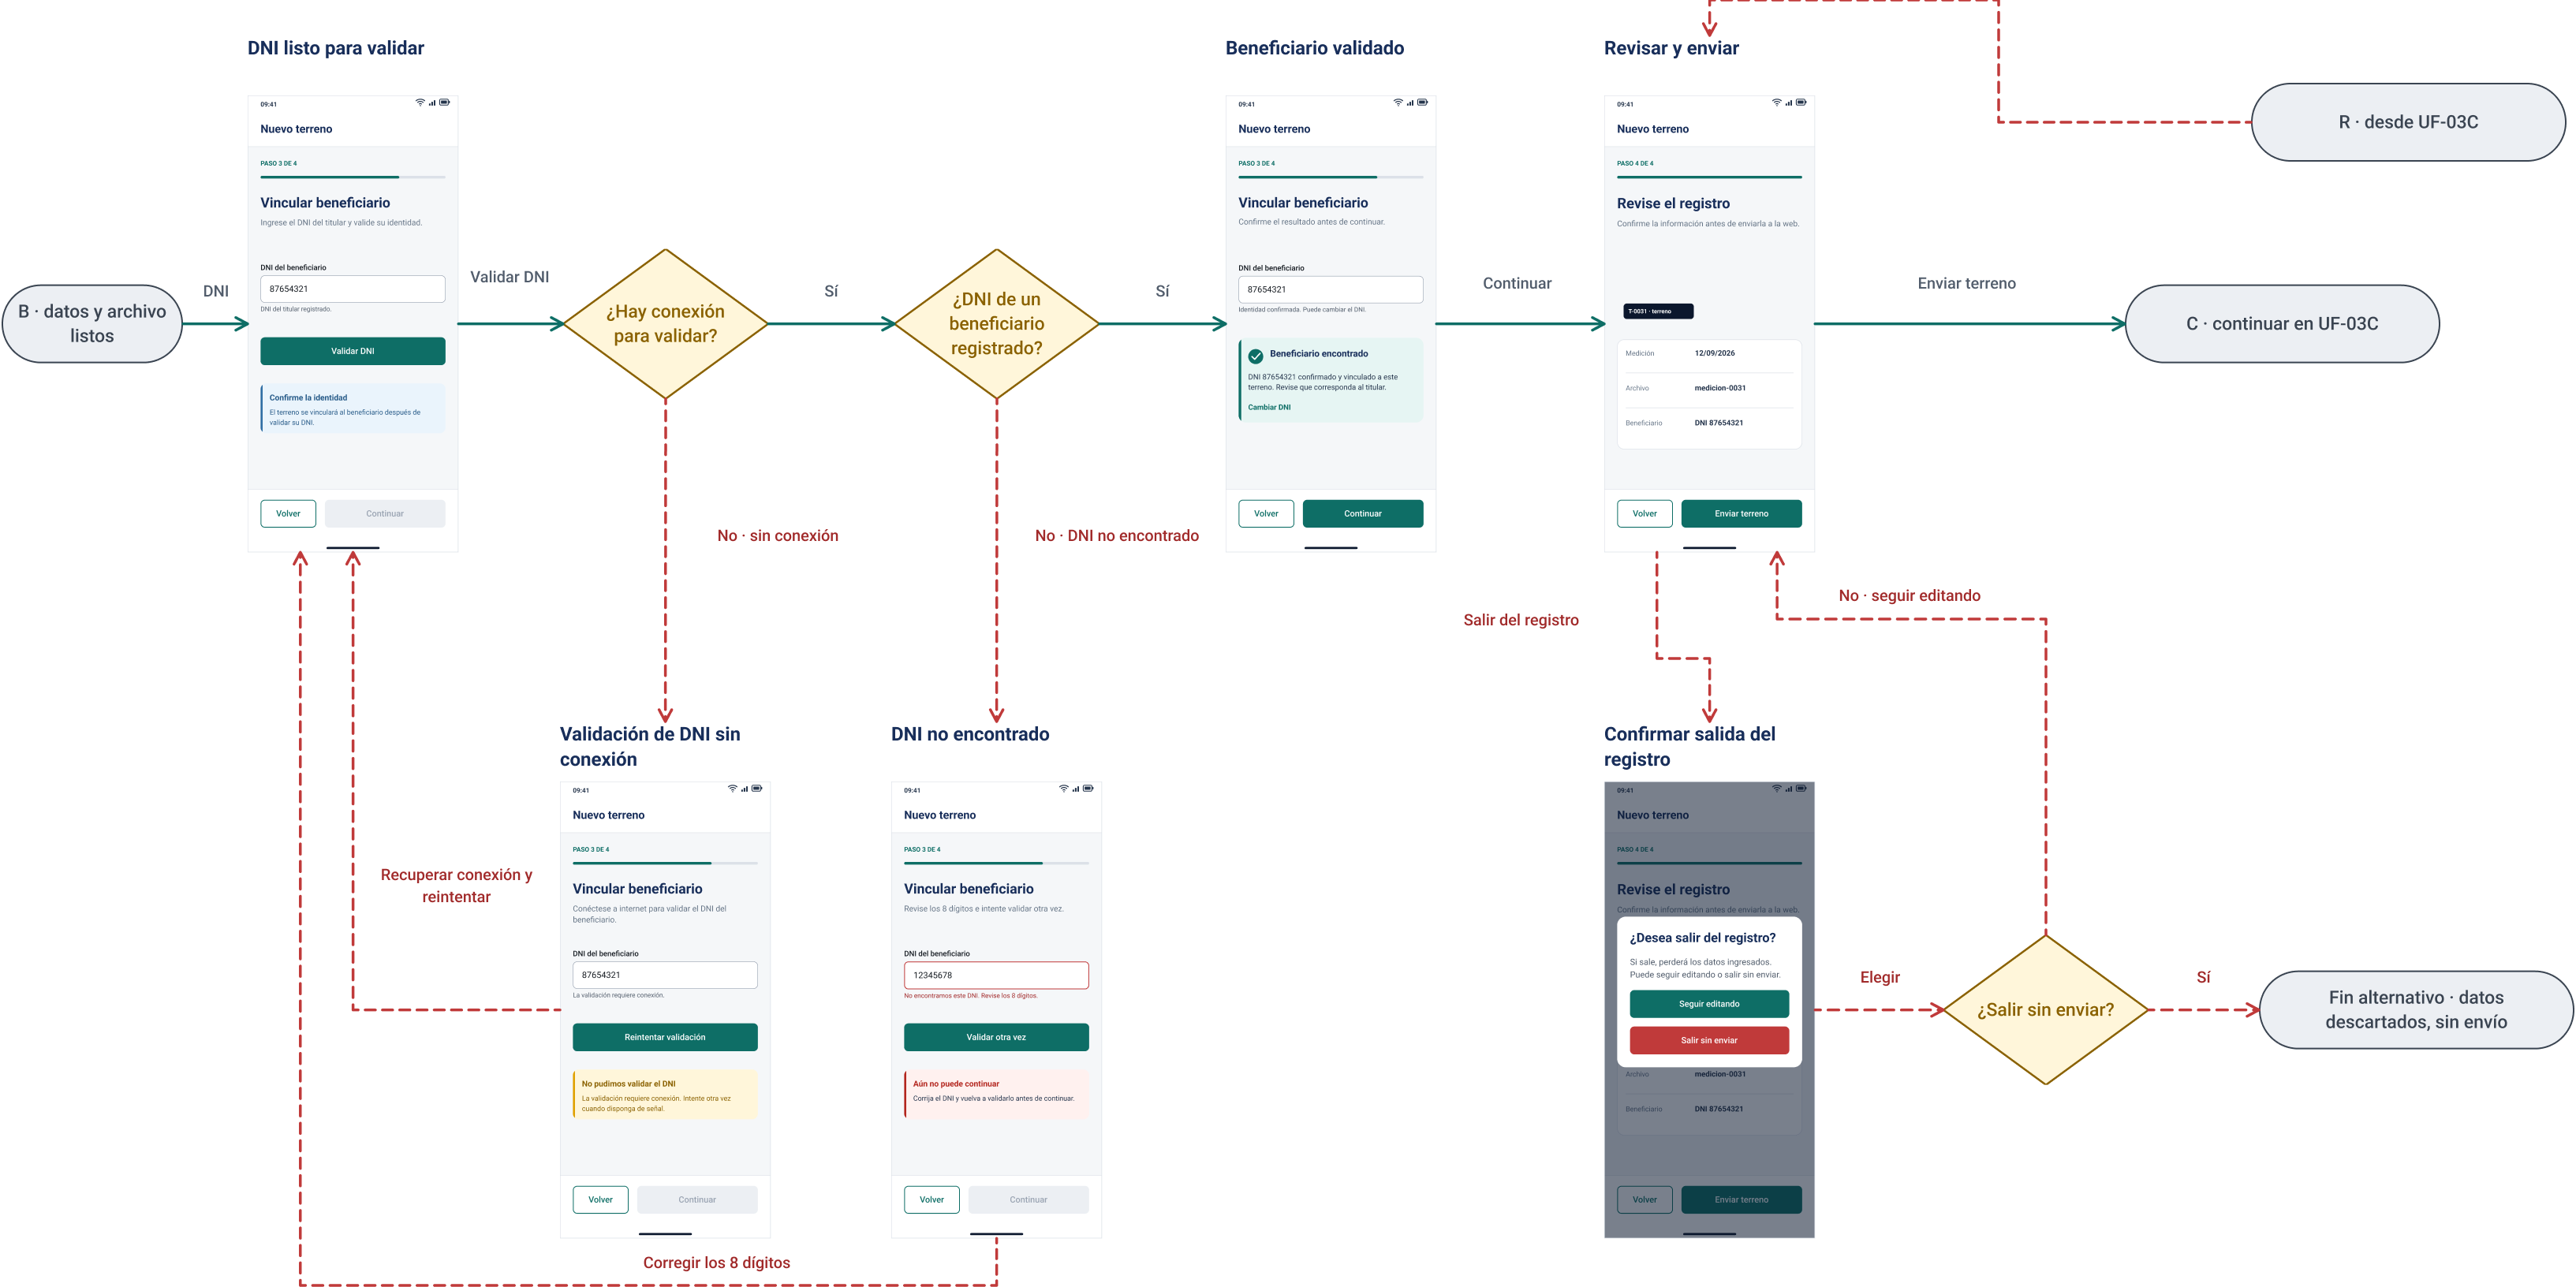 DNI listo para validar
Beneficiario validado
Revisar y enviar
R · desde UF-03C
B · datos y archivo
listos
DNI
09:41
Nuevo terreno
PASO 3 DE 4
Vincular beneficiario
Ingrese el DNI del titular y valide su identidad.
DNI del beneficiario
87654321
DNI del titular registrado.
Validar DNI
Confirme la identidad
El terreno se vinculará al beneficiario después de
validar su DNI.
Volver
Continuar
Validar DNI
¿Hay conexión
para validar?
Sí
¿DNI de un
beneficiario
registrado?
Sí
09:41
Nuevo terreno
PASO 3 DE 4
Vincular beneficiario
Confirme el resultado antes de continuar.
DNI del beneficiario
87654321
Identidad confirmada. Puede cambiar el DNI.
Beneficiario encontrado
DNI 87654321 confirmado y vinculado a este
terreno. Revise que corresponda al titular.
Cambiar DNI
Volver
Continuar
Continuar
09:41
Nuevo terreno
PASO 4 DE 4
Revise el registro
Confirme la información antes de enviarla a la web.
T-0031 · terreno
Medición
12/09/2026
Archivo
medicion-0031
Beneficiario
DNI 87654321
Volver
Enviar terreno
Enviar terreno
C · continuar en UF-03C
No · sin conexión
No · DNI no encontrado
Salir del registro
No · seguir editando
Validación de DNI sin
conexión
DNI no encontrado
Confirmar salida del
registro
Recuperar conexión y
reintentar
09:41
Nuevo terreno
PASO 3 DE 4
Vincular beneficiario
Conéctese a internet para validar el DNI del
beneficiario.
DNI del beneficiario
87654321
La validación requiere conexión.
Reintentar validación
No pudimos validar el DNI
La validación requiere conexión. Intente otra vez
cuando disponga de señal.
Volver
Continuar
09:41
Nuevo terreno
PASO 3 DE 4
Vincular beneficiario
Revise los 8 dígitos e intente validar otra vez.
DNI del beneficiario
12345678
No encontramos este DNI. Revise los 8 dígitos.
Validar otra vez
Aún no puede continuar
Corrija el DNI y vuelva a validarlo antes de continuar.
Volver
Continuar
09:41
Nuevo terreno
PASO 4 DE 4
Revise el registro
Confirme la información antes de enviarla a la web.
¿Desea salir del registro?
Si sale, perderá los datos ingresados.
Puede seguir editando o salir sin enviar.
Seguir editando
Salir sin enviar
Archivo
medicion-0031
Beneficiario
DNI 87654321
Volver
Enviar terreno
Elegir
¿Salir sin enviar?
Sí
Fin alternativo · datos
descartados, sin envío
Corregir los 8 dígitos